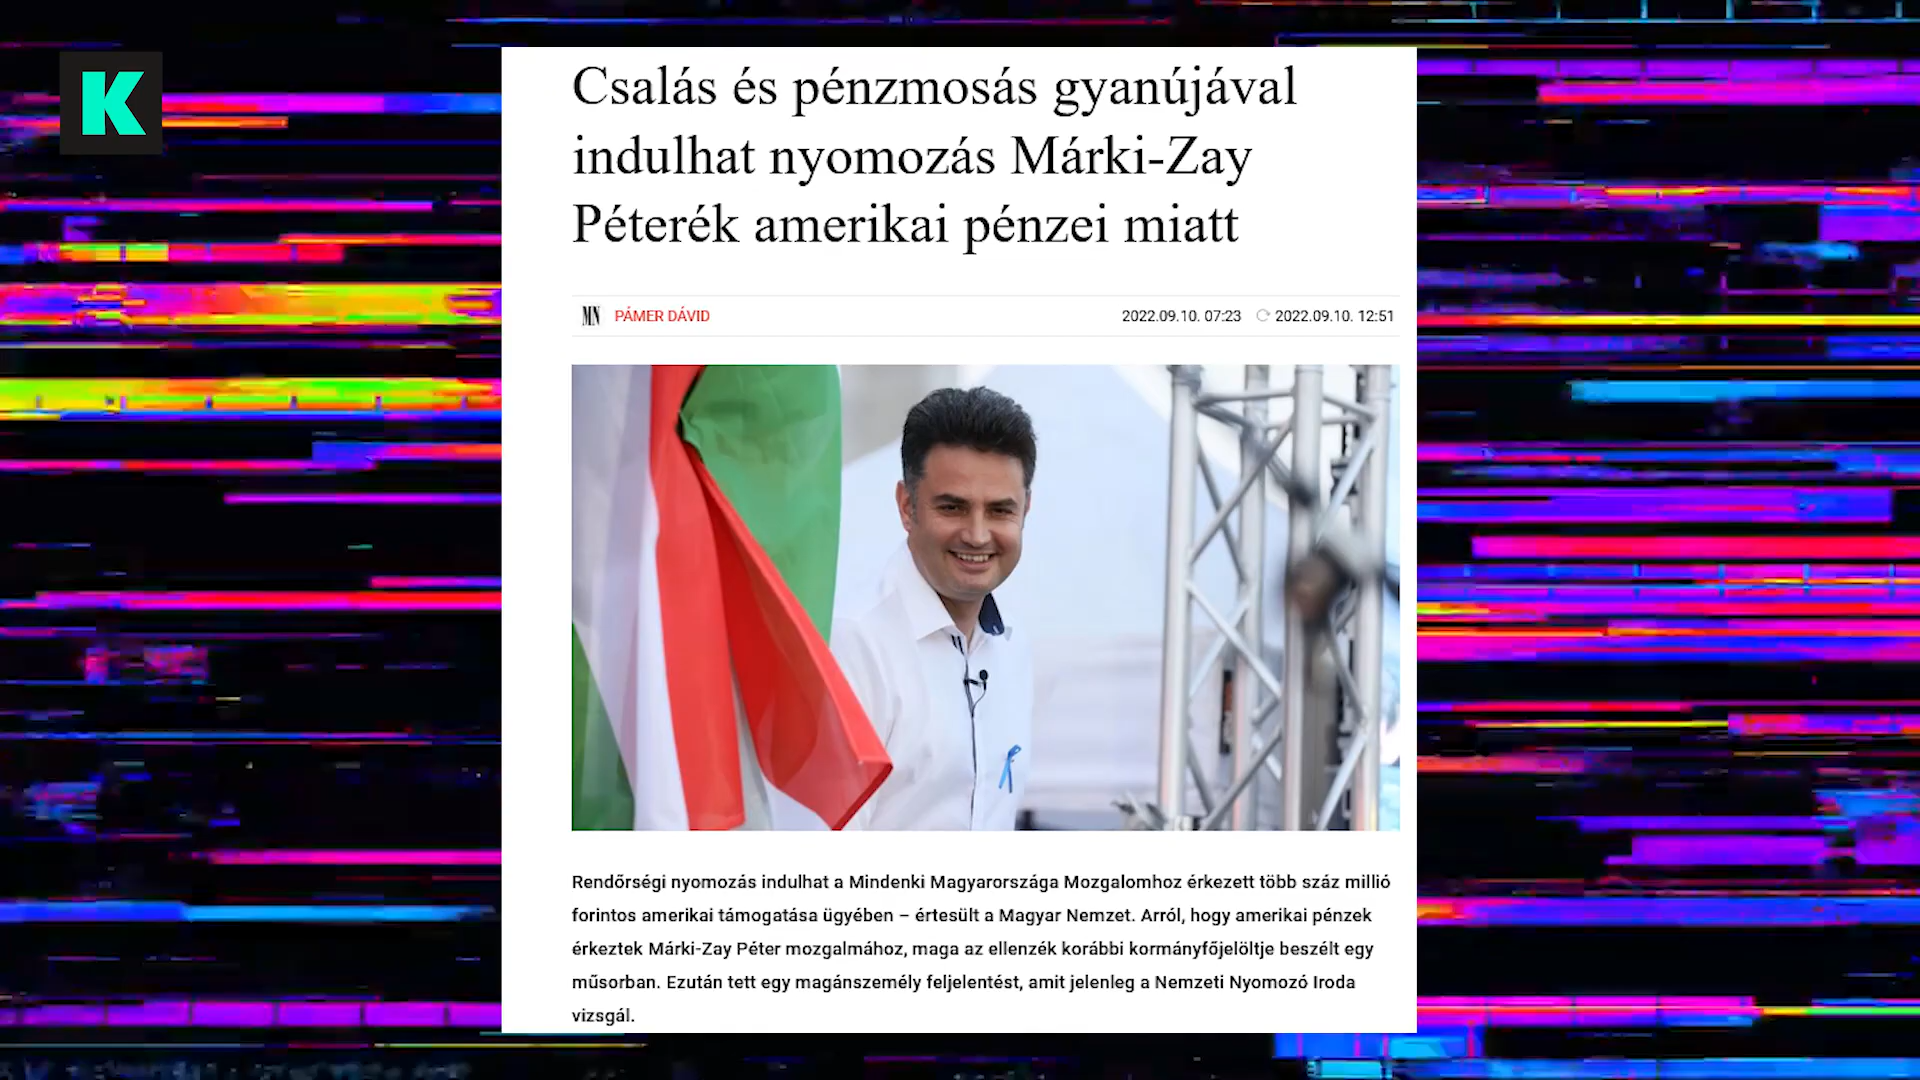 K
Csalás és pénzmosás gyanújával
indulhat nyomozás Márki-Zay
Péterék amerikai pénzei miatt
MN PÁMER DÁVID 2022.09.10. 07:23 2022.09.10. 12:51
Rendőrségi nyomozás indulhat a Mindenki Magyarországa Mozgalomhoz érkezett több száz millió
forintos amerikai támogatása ügyében – értesült a Magyar Nemzet. Arról, hogy amerikai pénzek
érkeztek Márki-Zay Péter mozgalmához, maga az ellenzék korábbi kormányfőjelöltje beszélt egy
műsorban. Ezután tett egy magánszemély feljelentést, amit jelenleg a Nemzeti Nyomozó Iroda
vizsgál.